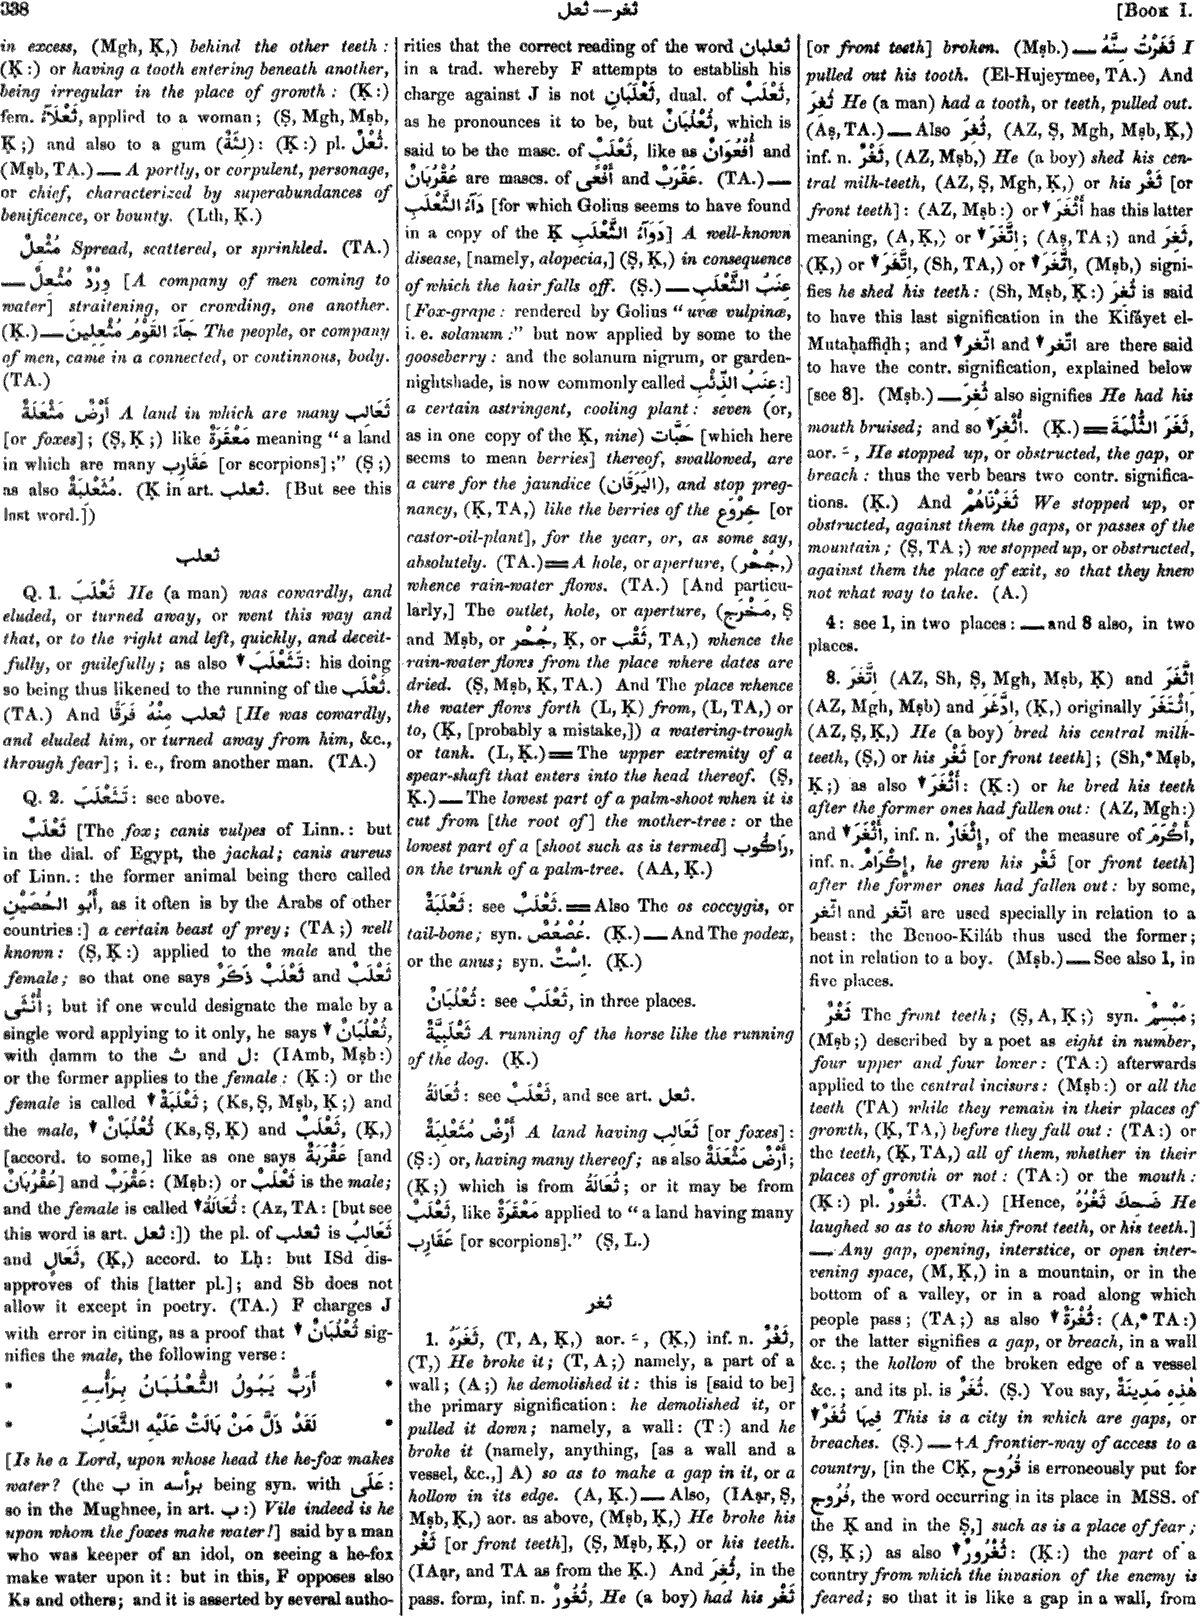 338
ثغر—ثعل
[Book I.
in excess, (Mgh, Ḳ,) behind the other teeth :
(Ḳ:) or having a tooth entering beneath another,
being irregular in the place of growth : (Ḳ:)
fem. ثَعْلَآءُ, applied to a woman ; (Ṣ, Mgh, Mṣb,
Ḳ ;) and also to a gum (لِثَةٌ): (Ḳ:) pl. ثُعْلٌ.
(Mṣb, TA.) — A portly, or corpulent, personage,
or chief, characterized by superabundances of
benificence, or bounty. (Lth, Ḳ.)
مُثْعِلٌ Spread, scattered, or sprinkled. (TA.)
— وِرْدٌ مُثْعِلٌ [A company of men coming to
water] straitening, or crowding, one another.
(Ḳ.) — جَآءَ القَوْمُ مُثْعِلِينَ The people, or company
of men, came in a connected, or continnous, body.
(TA.)
أَرْضٌ مَثْعَلَةٌ A land in which are many ثَعَالِب
[or foxes] ; (Ṣ, Ḳ ;) like مَعْقَرَةٌ meaning “ a land
in which are many عَقَارِب [or scorpions] ;” (Ṣ ;)
as also مُثَعْلِبَةٌ. (Ḳ in art. ثعلب. [But see this
last word.])
ثعلب
Q. 1. ثَعْلَبَ He (a man) was cowardly, and
eluded, or turned away, or went this way and
that, or to the right and left, quickly, and deceit-
fully, or guilefully ; as also ▾ تَثَعْلَبَ : his doing
so being thus likened to the running of the ثَعْلَب.
(TA.) And ثعلب مِنْهُ فَرَقًا [He was cowardly,
and eluded him, or turned away from him, &c.,
through fear] ; i. e., from another man. (TA.)
Q. 2. تَثَعْلَبَ : see above.
ثَعْلَبٌ [The fox ; canis vulpes of Linn. : but
in the dial. of Egypt, the jackal ; canis aureus
of Linn. : the former animal being there called
أَبُو الحُصَيْنِ, as it often is by the Arabs of other
countries :] a certain beast of prey ; (TA ;) well
known : (Ṣ, Ḳ :) applied to the male and the
female ; so that one says ثَعْلَبٌ ذَكَرٌ and ثَعْلَبٌ
أُنْثَى ; but if one would designate the male by a
single word applying to it only, he says ▾ ثُعْلُبَانٌ,
with ḍamm to the ث and ل : (IAmb, Mṣb:)
or the former applies to the female : (Ḳ :) or the
female is called ▾ ثَعْلَبَةٌ ; (Ks, Ṣ, Mṣb, Ḳ ;) and
the male, ▾ ثُعْلُبَانٌ (Ks, Ṣ, Ḳ) and ثَعْلَبٌ, (Ḳ,)
[accord. to some,] like as one says عَقْرَبَةٌ [and
عُقْرُبَانٌ] and عَقْرَبٌ : (Mṣb:) or ثَعْلَبٌ is the male ;
and the female is called ▾ ثُعَالَةُ : (Az, TA : [but see
this word is art. ثعل :]) the pl. of ثعلب is ثَعَالِبُ
and ثَعَالٍ, (Ḳ,) accord. to Lḥ : but ISd dis-
approves of this [latter pl.] ; and Sb does not
allow it except in poetry. (TA.) F charges J
with error in citing, as a proof that ▾ ثُعْلُبَانٌ sig-
nifies the male, the following verse :
* أَرَبٌّ يَبُولُ الثُّعْلُبَانُ بِرَأْسِهِ *
* لَقَدْ ذَلَّ مَنْ بَالَتْ عَلَيْهِ الثَّعَالِبُ *
[Is he a Lord, upon whose head the he-fox makes
water ? (the ب in برأسه being syn. with عَلَى :
so in the Mughnee, in art. ب :) Vile indeed is he
upon whom the foxes make water !] said by a man
who was keeper of an idol, on seeing a he-fox
make water upon it : but in this, F opposes also
Ks and others ; and it is asserted by several autho-
rities that the correct reading of the word ثعلبان
in a trad. whereby F attempts to establish his
charge against J is not ثَعْلَبَانِ, dual. of ثَعْلَبٌ,
as he pronounces it to be, but ثُعْلُبَانٌ, which is
said to be the masc. of ثَعْلَبٌ, like as أُفْعُوَانٌ and
عُقْرُبَانٌ are mascs. of أَفْعًى and عَقْرَبٌ. (TA.) —
دَآءُ الثَّعْلَبِ [for which Golius seems to have found
in a copy of the Ḳ دَوَآءُ الثَّعْلَبِ] A well-known
disease, [namely, alopecia,] (Ṣ, Ḳ,) in consequence
of which the hair falls off. (Ṣ.) — عِنَبُ الثَّعْلَبِ
[Fox-grape : rendered by Golius “ uvæ vulpinæ,
i. e. solanum :” but now applied by some to the
gooseberry : and the solanum nigrum, or garden-
nightshade, is now commonly called عِنَبُ الذِّئْبِ :]
a certain astringent, cooling plant : seven (or,
as in one copy of the Ḳ, nine) حَبَّات [which here
seems to mean berries] thereof, swallowed, are
a cure for the jaundice (اليَرَقَان), and stop preg-
nancy, (Ḳ, TA,) like the berries of the خِرْوَع [or
castor-oil-plant], for the year, or, as some say,
absolutely. (TA.) = A hole, or aperture, (جُحْر,)
whence rain-water flows. (TA.) [And particu-
larly,] The outlet, hole, or aperture, (مَخْرَج, Ṣ
and Mṣb, or جُحْر, Ḳ, or ثَقْب, TA,) whence the
rain-water flows from the place where dates are
dried. (Ṣ, Mṣb, Ḳ, TA.) And The place whence
the water flows forth (L, Ḳ) from, (L, TA,) or
to, (Ḳ, [probably a mistake,]) a watering-trough
or tank. (L, Ḳ.) = The upper extremity of a
spear-shaft that enters into the head thereof. (Ṣ,
Ḳ.) — The lowest part of a palm-shoot when it is
cut from [the root of] the mother-tree : or the
lowest part of a [shoot such as is termed] رَاكُوب,
on the trunk of a palm-tree. (AA, Ḳ.)
ثَعْلَبَةٌ : see ثَعْلَبٌ. = Also The os coccygis, or
tail-bone ; syn. عُصْعُصٌ. (Ḳ.) — And The podex,
or the anus ; syn. اِسْتٌ. (Ḳ.)
ثُعْلُبَانٌ : see ثَعْلَبٌ, in three places.
ثَعْلَبِيَّةٌ A running of the horse like the running
of the dog. (Ḳ.)
ثُعَالَةُ : see ثَعْلَبٌ, and see art. ثعل.
أَرْضٌ مُثَعْلِبَةٌ A land having ثَعَالِب [or foxes] :
(Ṣ :) or, having many thereof ; as also أَرْضٌ مَثْعَلَةٌ ;
(Ḳ ;) which is from ثُعَالَةُ ; or it may be from
ثَعْلَبٌ, like مَعْقَرَةٌ applied to “ a land having many
عَقَارِب [or scorpions].” (Ṣ, L.)
ثغر
1. ثَغَرَهُ, (T, A, Ḳ,) aor. ـَ , (Ḳ,) inf. n. ثَغْرٌ,
(T,) He broke it ; (T, A ;) namely, a part of a
wall ; (A ;) he demolished it : this is [said to be]
the primary signification : he demolished it, or
pulled it down ; namely, a wall : (T :) and he
broke it (namely, anything, [as a wall and a
vessel, &c.,] A) so as to make a gap in it, or a
hollow in its edge. (A, Ḳ.) — Also, (IAạr, Ṣ,
Mṣb, Ḳ,) aor. as above, (Mṣb, Ḳ,) He broke his
ثَغْر [or front teeth], (Ṣ, Mṣb, Ḳ,) or his teeth.
(IAạr, and TA as from the Ḳ.) And ثُغِرَ, in the
pass. form, inf. n. ثُغُورٌ, He (a boy) had his ثَغْر
[or front teeth] broken. (Mṣb.) — ثَغَرْتُ سِنَّهُ I
pulled out his tooth. (El-Hujeymee, TA.) And
ثُغِرَ He (a man) had a tooth, or teeth, pulled out.
(Aṣ, TA.) — Also ثُغِرَ, (AZ, Ṣ, Mgh, Mṣb, Ḳ,)
inf. n. ثَغْرٌ, (AZ, Mṣb,) He (a boy) shed his cen-
tral milk-teeth, (AZ, Ṣ, Mgh, Ḳ,) or his ثَغْر [or
front teeth] : (AZ, Mṣb :) or ▾ أَثْغَرَ has this latter
meaning, (A, Ḳ,) or ▾ اِثَّغَرَ ; (Aṣ, TA ;) and ثُغِرَ,
(Ḳ,) or ▾ اِتَّغَرَ, (Sh, TA,) or ▾ اِثَّغَرَ, (Mṣb,) signi-
fies he shed his teeth : (Sh, Mṣb, Ḳ :) ثُغِرَ is said
to have this last signification in the Kifáyet el-
Mutaḥaffiḍh ; and ▾ اثّغر and ▾ اتّغر are there said
to have the contr. signification, explained below
[see 8]. (Mṣb.) — ثُغِرَ also signifies He had his
mouth bruised ; and so ▾ أُثْغِرَ. (Ḳ.) = ثَغَرَ الثُّلْمَةَ,
aor. ـَ , He stopped up, or obstructed, the gap, or
breach : thus the verb bears two contr. significa-
tions. (Ḳ.) And ثَغَرْنَاهُمْ We stopped up, or
obstructed, against them the gaps, or passes of the
mountain ; (Ṣ, TA ;) we stopped up, or obstructed,
against them the place of exit, so that they knew
not what way to take. (A.)
4 : see 1, in two places : — and 8 also, in two
places.
8. اِتَّغَرَ (AZ, Sh, Ṣ, Mgh, Mṣb, Ḳ) and اِثَّغَرَ
(AZ, Mgh, Mṣb) and اِدَّغَرَ, (Ḳ,) originally اِثْتَغَرَ,
(AZ, Ṣ, Ḳ,) He (a boy) bred his central milk-
teeth, (Ṣ,) or his ثَغْر [or front teeth] ; (Sh,* Mṣb,
Ḳ ;) as also ▾ أَثْغَرَ : (Ḳ :) or he bred his teeth
after the former ones had fallen out : (AZ, Mgh :)
and ▾ أَثْغَرَ, inf. n. إِثْغَارٌ, of the measure of أَكْرَمَ,
inf. n. إِكْرَامٌ, he grew his ثَغْر [or front teeth]
after the former ones had fallen out : by some,
اثّغر and اتّغر are used specially in relation to a
beast : the Benoo-Kiláb thus used the former ;
not in relation to a boy. (Mṣb.) — See also 1, in
five places.
ثَغْرٌ The front teeth ; (Ṣ, A, Ḳ ;) syn. مَبْسِمٌ ;
(Mṣb ;) described by a poet as eight in number,
four upper and four lower : (TA :) afterwards
applied to the central incisors : (Mṣb :) or all the
teeth (TA) while they remain in their places of
growth, (Ḳ, TA,) before they fall out : (TA :) or
the teeth, (Ḳ, TA,) all of them, whether in their
places of growth or not : (TA :) or the mouth :
(Ḳ :) pl. ثُغُورٌ. (TA.) [Hence, ضَحِكَ ثَغْرُهُ He
laughed so as to show his front teeth, or his teeth.]
— Any gap, opening, interstice, or open inter-
vening space, (M, Ḳ,) in a mountain, or in the
bottom of a valley, or in a road along which
people pass ; (TA ;) as also ▾ ثُغْرَةٌ : (A,* TA :)
or the latter signifies a gap, or breach, in a wall
&c. ; the hollow of the broken edge of a vessel
&c. ; and its pl. is ثُغَرٌ. (Ṣ.) You say, هٰذِهِ مَدِينَةٌ
فِيهَا ▾ ثُغَرٌ This is a city in which are gaps, or
breaches. (Ṣ.) — †A frontier-way of access to a
country, [in the CḲ, قُرُوج is erroneously put for
فُرُوج, the word occurring in its place in MSS. of
the Ḳ and in the Ṣ,] such as is a place of fear ;
(Ṣ, Ḳ ;) as also ▾ ثُغْرُورٌ : (Ḳ :) the part of a
country from which the invasion of the enemy is
feared ; so that it is like a gap in a wall, from